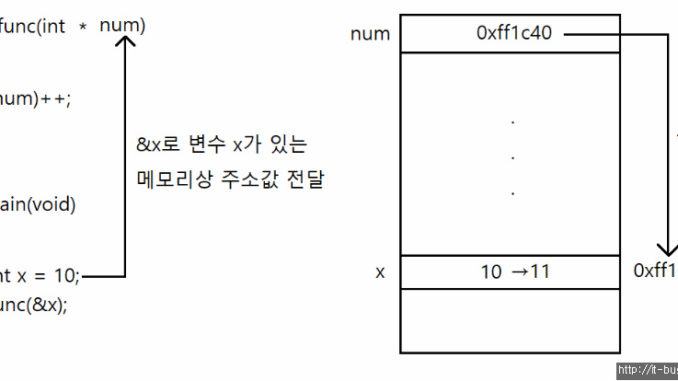 func(int * num)
num)++;
&x로 변수 x가 있는
메모리상 주소값 전달
ain(void)
nt x = 10;
unc(&x);
num
0xff1c40
.
.
.
x
10 →11
0xff1
http://it-bu